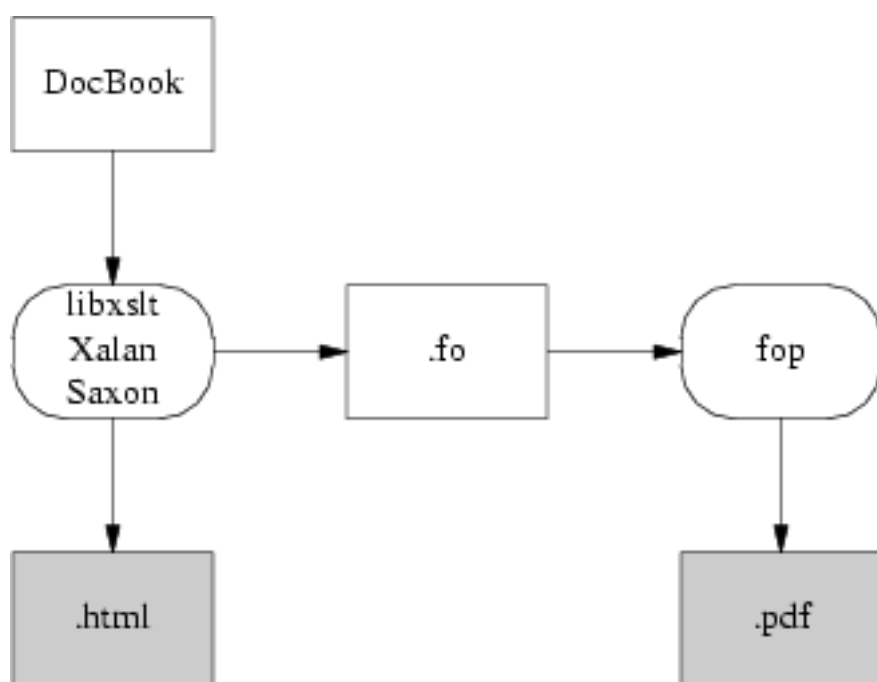 DocBook
libxslt
Xalan
Saxon
.fo
fop
.html
.pdf